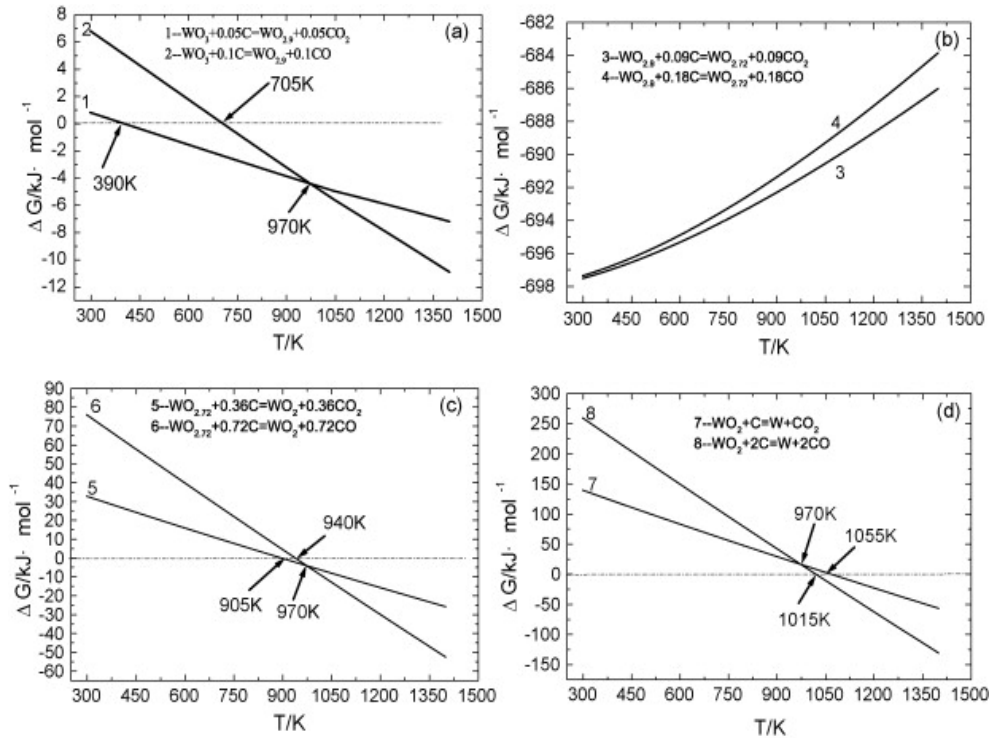 (a)
1--WO₃+0.05C=WO₂.₉+0.05CO₂
2--WO₃+0.1C=WO₂.₉+0.1CO
8
6
4
2
0
-2
-4
-6
-8
-10
-12
2
1
705K
390K
970K
Δ G/kJ· mol ⁻¹
300 450 600 750 900 1050 1200 1350 1500
T/K
(b)
3--WO₂.₉+0.09C=WO₂.₇₂+0.09CO₂
4--WO₂.₉+0.18C=WO₂.₇₂+0.18CO
-682
-684
-686
-688
-690
-692
-694
-696
-698
4
3
Δ G/kJ· mol ⁻¹
300 450 600 750 900 1050 1200 1350 1500
T/K
(c)
5--WO₂.₇₂+0.36C=WO₂+0.36CO₂
6--WO₂.₇₂+0.72C=WO₂+0.72CO
90
80
70
60
50
40
30
20
10
0
-10
-20
-30
-40
-50
-60
6
5
940K
905K
970K
Δ G/kJ· mol ⁻¹
300 450 600 750 900 1050 1200 1350 1500
T/K
(d)
7--WO₂+C=W+CO₂
8--WO₂+2C=W+2CO
300
250
200
150
100
50
0
-50
-100
-150
8
7
970K
1055K
1015K
Δ G/kJ· mol ⁻¹
300 450 600 750 900 1050 1200 1350 1500
T/K